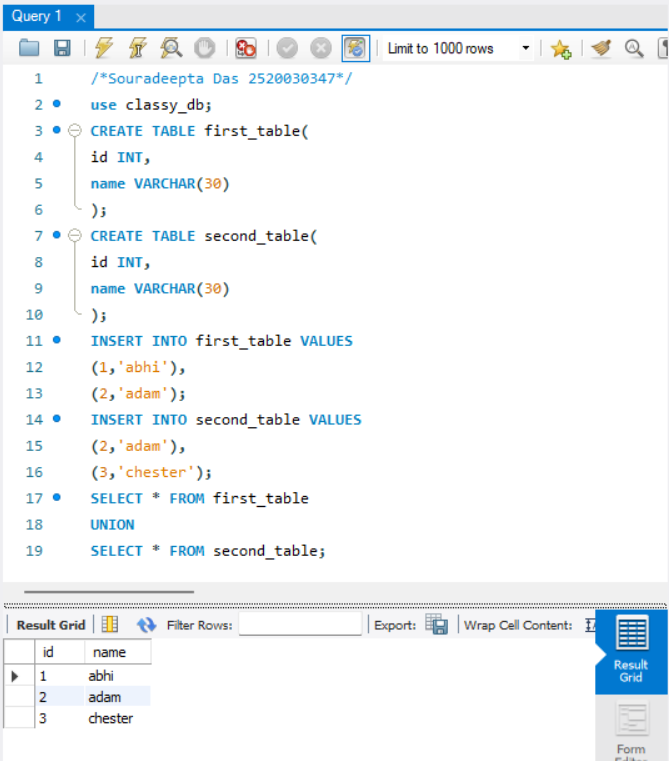 Query 1
Limit to 1000 rows
1 /*Souradeepta Das 2520030347*/
2 use classy_db;
3 CREATE TABLE first_table(
4 id INT,
5 name VARCHAR(30)
6 );
7 CREATE TABLE second_table(
8 id INT,
9 name VARCHAR(30)
10 );
11 INSERT INTO first_table VALUES
12 (1,'abhi'),
13 (2,'adam');
14 INSERT INTO second_table VALUES
15 (2,'adam'),
16 (3,'chester');
17 SELECT * FROM first_table
18 UNION
19 SELECT * FROM second_table;
Result Grid Filter Rows: Export: Wrap Cell Content:
id name
1 abhi
2 adam
3 chester
Result
Grid
Form